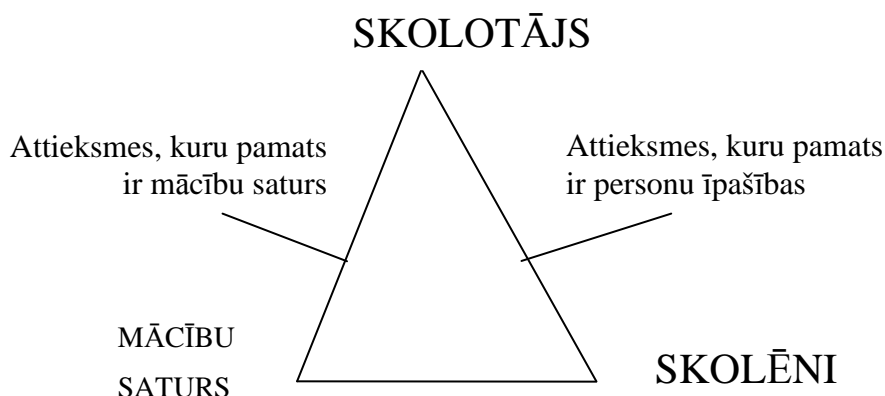 SKOLOTĀJS
Attieksmes, kuru pamats
ir mācību saturs
Attieksmes, kuru pamats
ir personu īpašības
MĀCĪBU
SATURS
SKOLĒNI